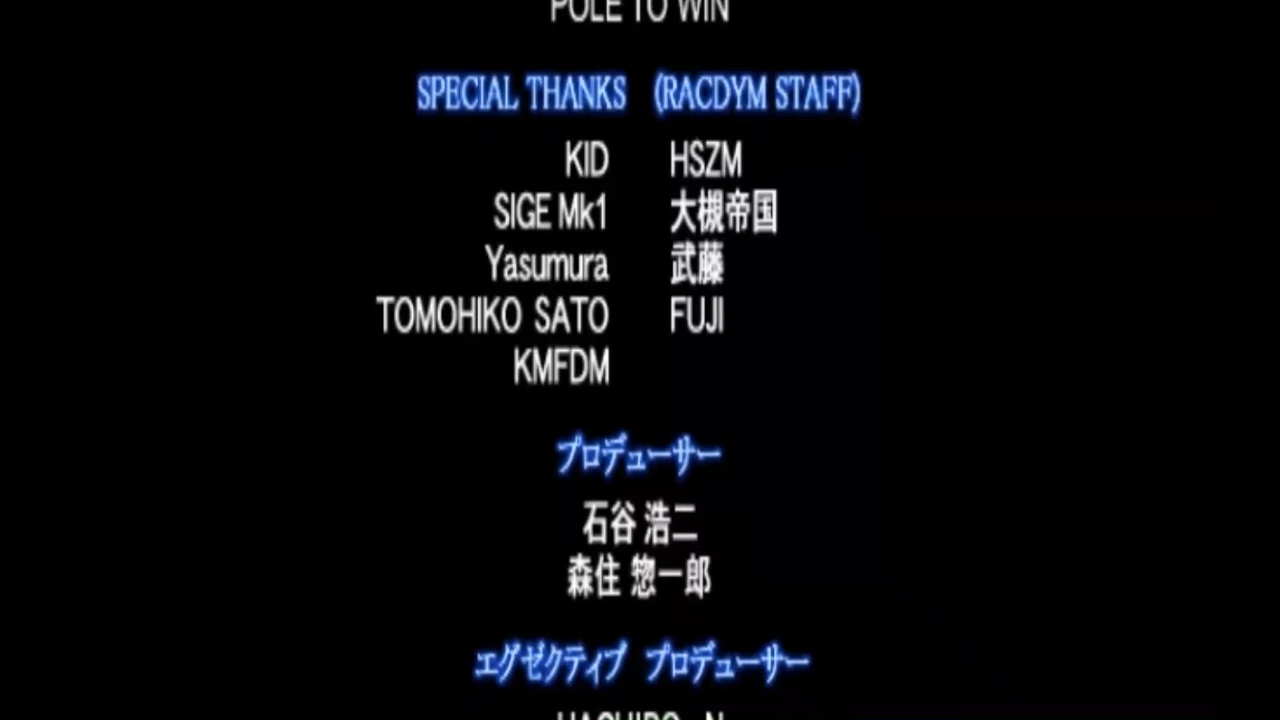 POLE TO WIN
SPECIAL THANKS (RACDYM STAFF)
KID HSZM
SIGE Mk1 大槻帝国
Yasumura 武藤
TOMOHIKO SATO FUJI
KMFDM
プロデューサー
石谷 浩二
森住 惣一郎
エグゼクティブ プロデューサー